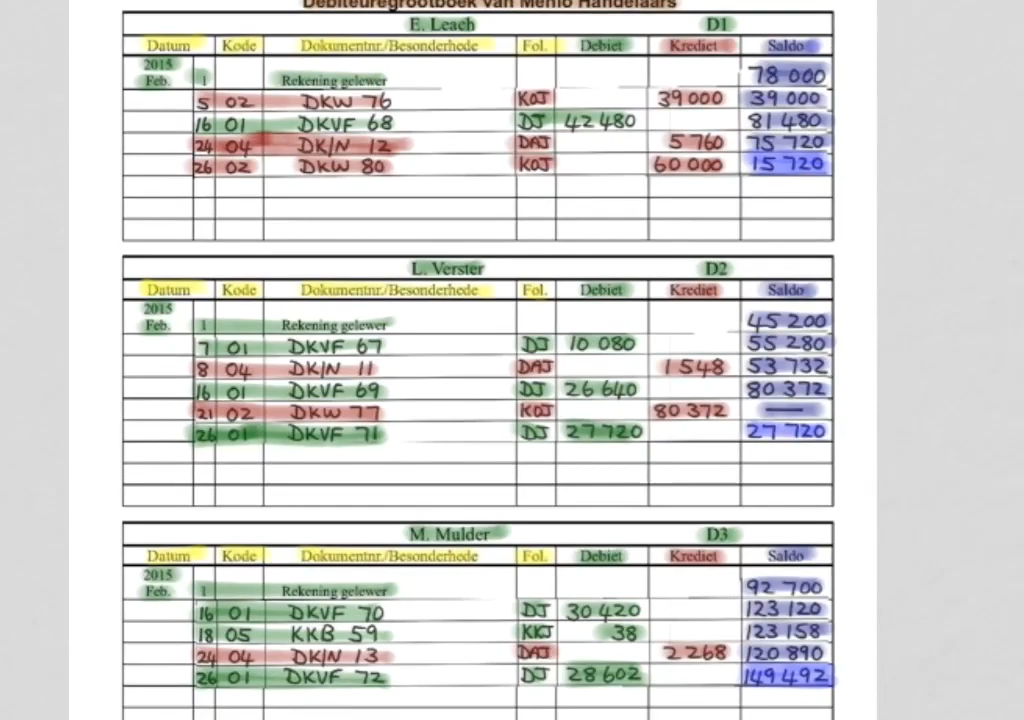 Debiteuregrootboek van Menlo Handelaars
E. Leach D1
Datum Kode Dokumentnr./Besonderhede Fol. Debiet Krediet Saldo
2015
Feb. 1 Rekening gelewer 78 000
5 02 DKW 76 KOJ 39 000 39 000
16 01 DKVF 68 DJ 42 480 81 480
24 04 DK/N 12 DAJ 5 760 75 720
26 02 DKW 80 KOJ 60 000 15 720
L. Verster D2
Datum Kode Dokumentnr./Besonderhede Fol. Debiet Krediet Saldo
2015
Feb. 1 Rekening gelewer 45 200
7 01 DKVF 67 DJ 10 080 55 280
8 04 DK/N 11 DAJ 1 548 53 732
16 01 DKVF 69 DJ 26 640 80 372
21 02 DKW 77 KOJ 80 372 —
26 01 DKVF 71 DJ 27 720 27 720
M. Mulder D3
Datum Kode Dokumentnr./Besonderhede Fol. Debiet Krediet Saldo
2015
Feb. 1 Rekening gelewer 92 700
16 01 DKVF 70 DJ 30 420 123 120
18 05 KKB 59 KKJ 38 123 158
24 04 DK/N 13 DAJ 2 268 120 890
26 01 DKVF 72 DJ 28 602 149 492